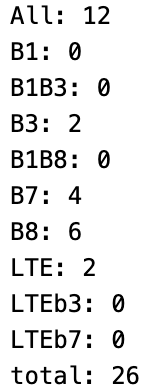 All: 12
B1: 0
B1B3: 0
B3: 2
B1B8: 0
B7: 4
B8: 6
LTE: 2
LTEb3: 0
LTEb7: 0
total: 26